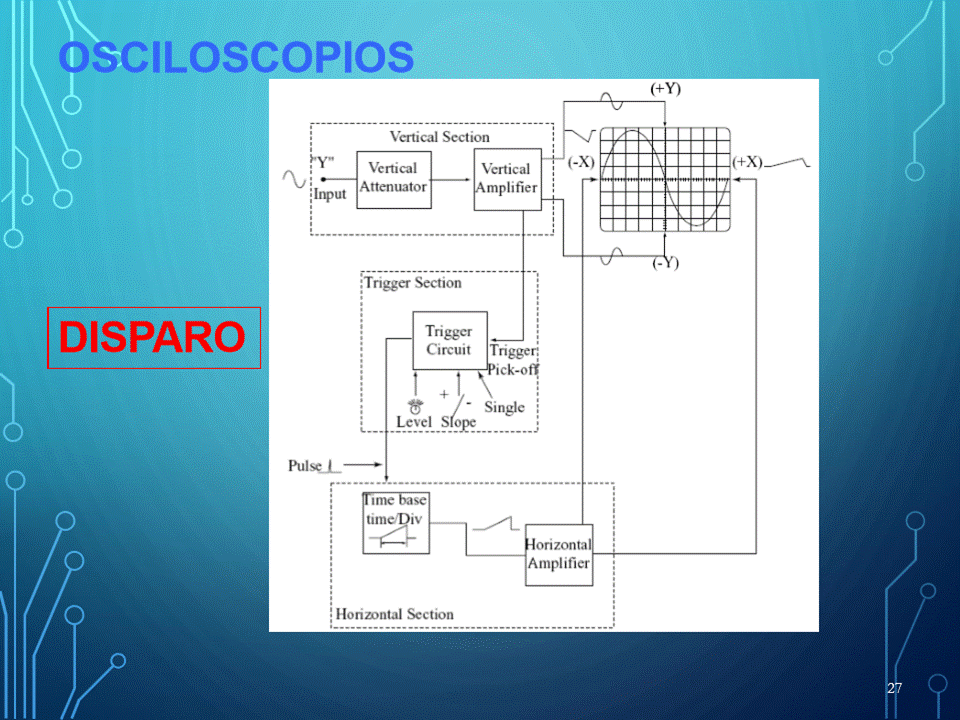 OSCILOSCOPIOS
(+Y)
Vertical Section
"Y"
Input
Vertical
Attenuator
Vertical
Amplifier
(-X)
(+X)
(-Y)
Trigger Section
DISPARO
Trigger
Circuit
Trigger
Pick-off
+
-
Single
Level
Slope
Pulse
Time base
time/Div
Horizontal
Amplifier
Horizontal Section
27